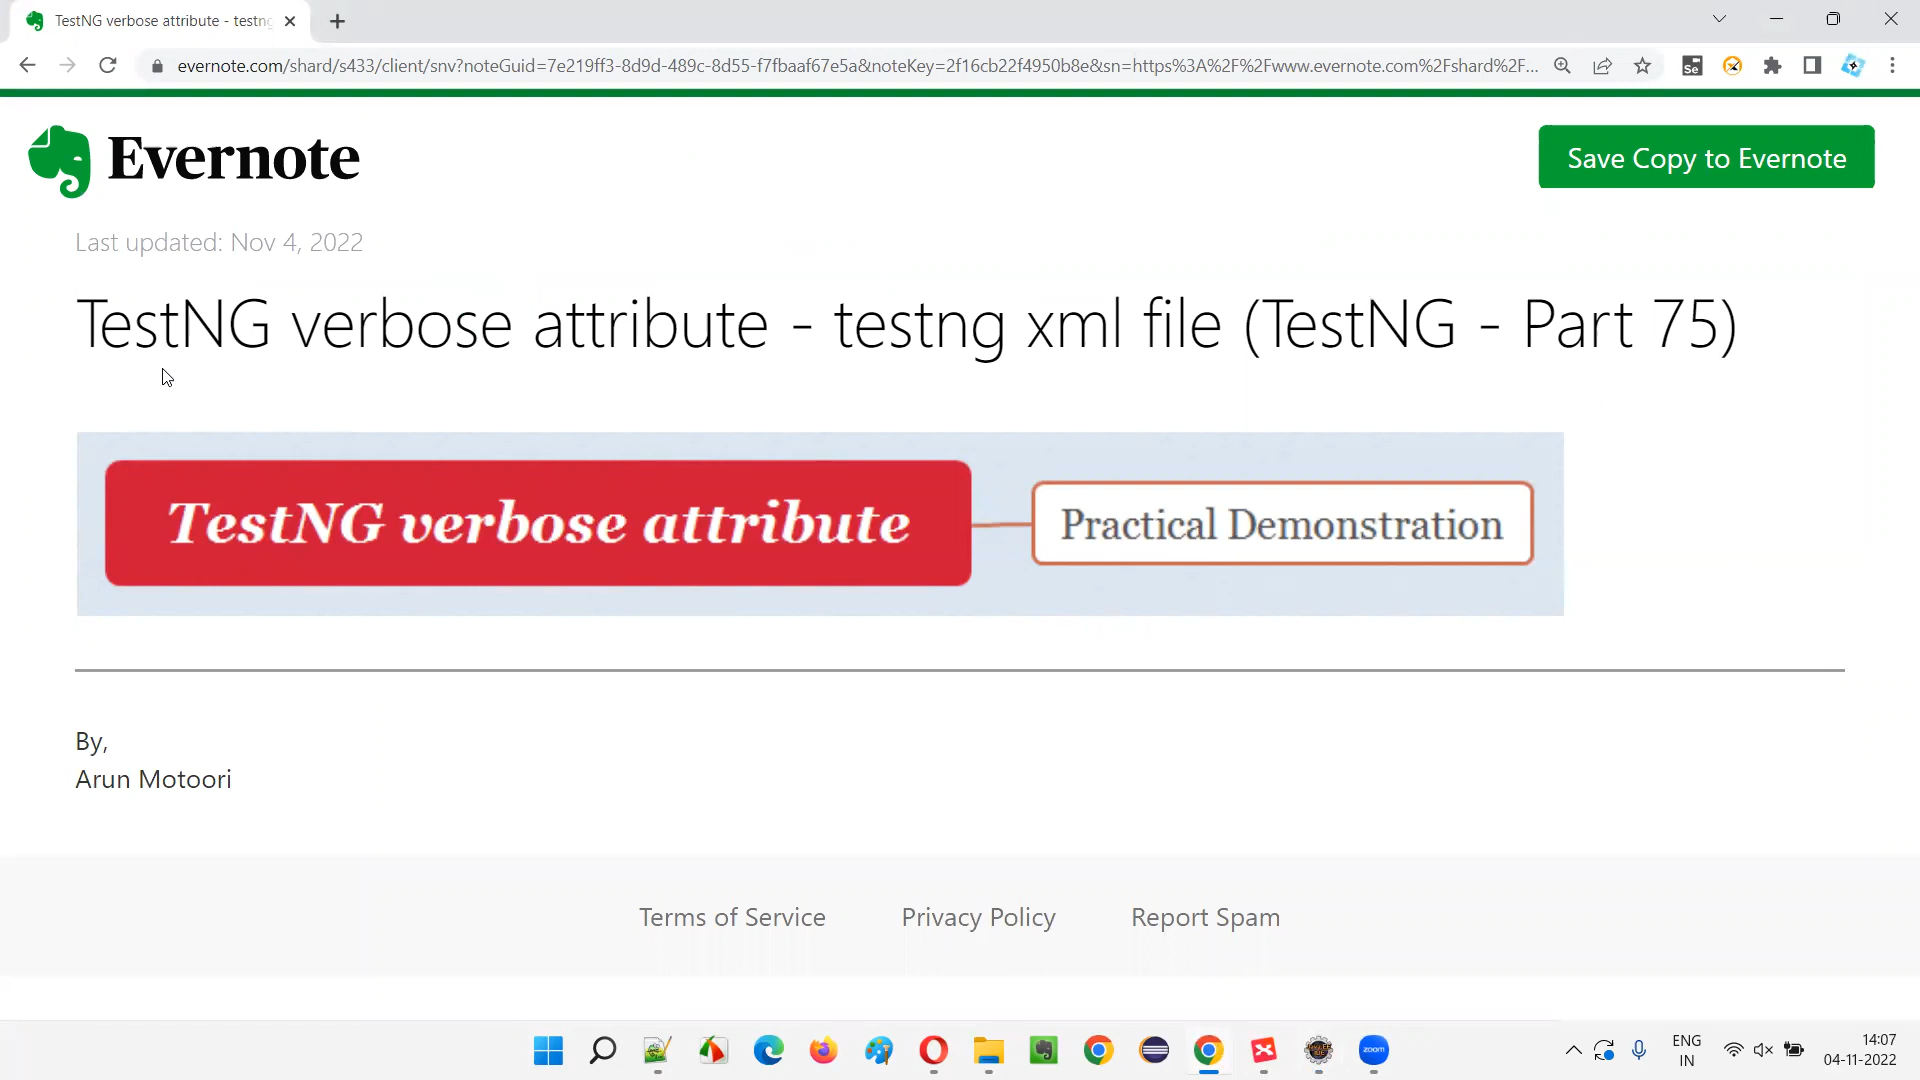 TestNG verbose attribute - testng
evernote.com/shard/s433/client/snv?noteGuid=7e219ff3-8d9d-489c-8d55-f7fbaaf67e5a&noteKey=2f16cb22f4950b8e&sn=https%3A%2F%2Fwww.evernote.com%2Fshard%2F...
Se
Evernote
Save Copy to Evernote
Last updated: Nov 4, 2022
TestNG verbose attribute - testng xml file (TestNG - Part 75)
TestNG verbose attribute
Practical Demonstration
By,
Arun Motoori
Terms of Service Privacy Policy Report Spam
zoom
ENG
IN
14:07
04-11-2022